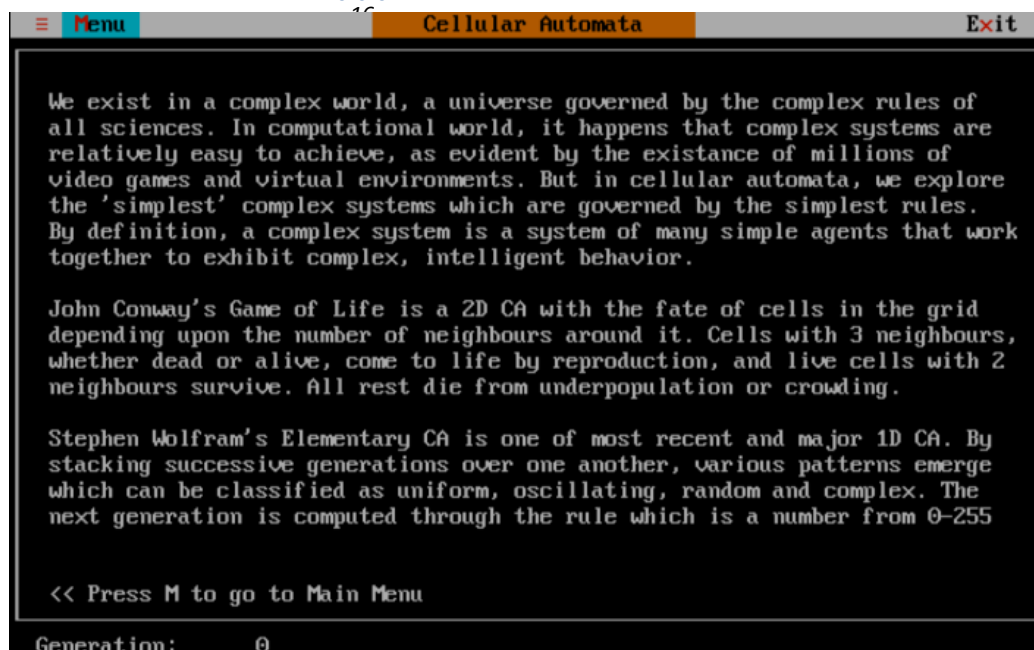 16
≡ Menu Cellular Automata Exit
We exist in a complex world, a universe governed by the complex rules of
all sciences. In computational world, it happens that complex systems are
relatively easy to achieve, as evident by the existance of millions of
video games and virtual environments. But in cellular automata, we explore
the 'simplest' complex systems which are governed by the simplest rules.
By definition, a complex system is a system of many simple agents that work
together to exhibit complex, intelligent behavior.
John Conway's Game of Life is a 2D CA with the fate of cells in the grid
depending upon the number of neighbours around it. Cells with 3 neighbours,
whether dead or alive, come to life by reproduction, and live cells with 2
neighbours survive. All rest die from underpopulation or crowding.
Stephen Wolfram's Elementary CA is one of most recent and major 1D CA. By
stacking successive generations over one another, various patterns emerge
which can be classified as uniform, oscillating, random and complex. The
next generation is computed through the rule which is a number from 0-255
<< Press M to go to Main Menu
Generation: 0